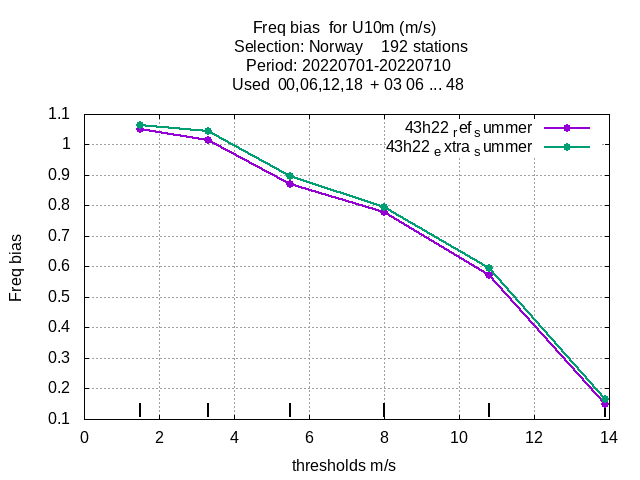 Freq bias  for U10m (m/s)
Selection: Norway    192 stations
Period: 20220701-20220710
Used  00,06,12,18  + 03 06 ... 48
43h22 ref summer
43h22 extra summer
1.1
1
0.9
0.8
0.7
0.6
0.5
0.4
0.3
0.2
0.1
Freq bias
0 2 4 6 8 10 12 14
thresholds m/s